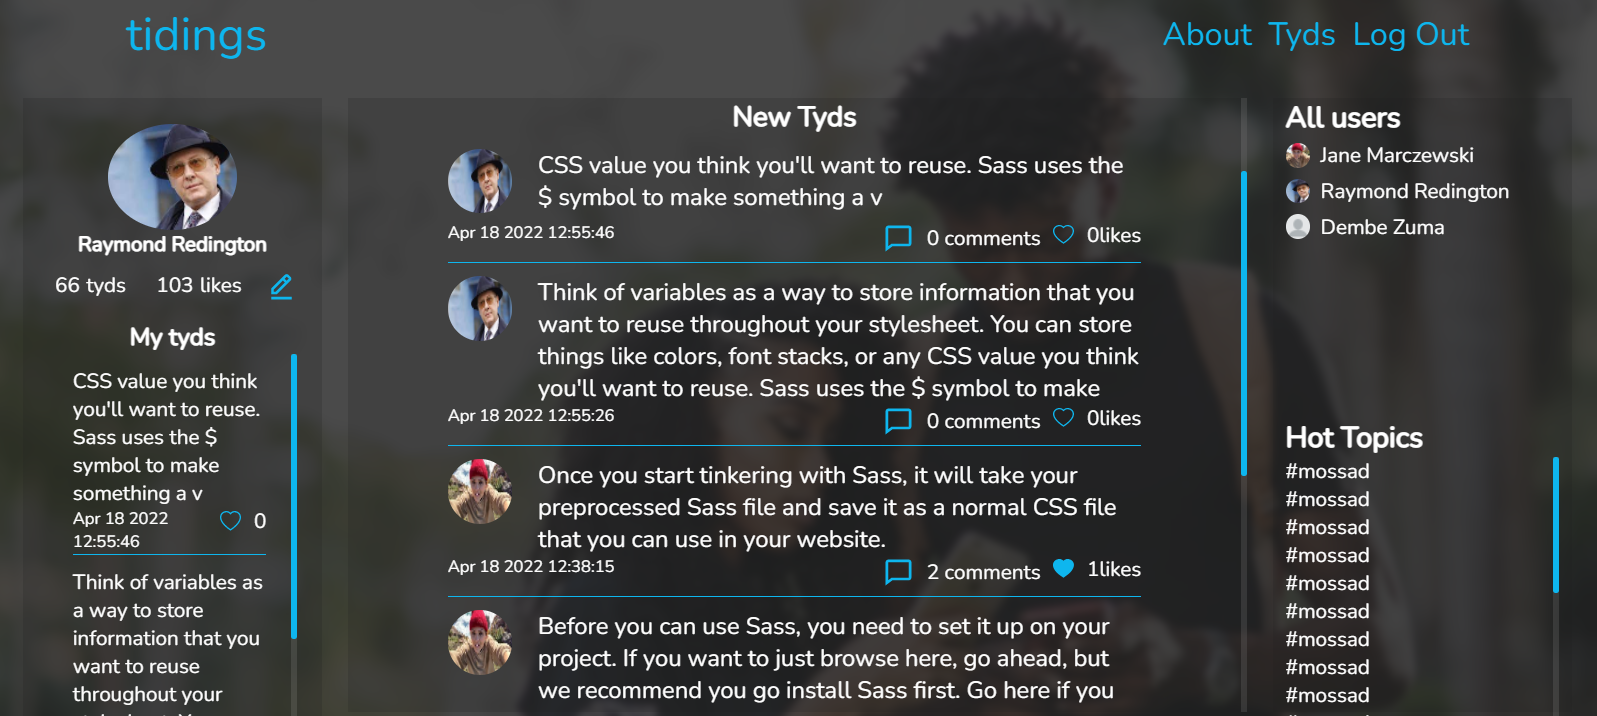 tidings
About Tyds Log Out
Raymond Redington
66 tyds 103 likes
My tyds
CSS value you think
you'll want to reuse.
Sass uses the $
symbol to make
something a v
Apr 18 2022
12:55:46
0
Think of variables as
a way to store
information that you
want to reuse
throughout your
New Tyds
CSS value you think you'll want to reuse. Sass uses the
$ symbol to make something a v
Apr 18 2022 12:55:46 0 comments 0likes
Think of variables as a way to store information that you
want to reuse throughout your stylesheet. You can store
things like colors, font stacks, or any CSS value you think
you'll want to reuse. Sass uses the $ symbol to make
Apr 18 2022 12:55:26 0 comments 0likes
Once you start tinkering with Sass, it will take your
preprocessed Sass file and save it as a normal CSS file
that you can use in your website.
Apr 18 2022 12:38:15 2 comments 1likes
Before you can use Sass, you need to set it up on your
project. If you want to just browse here, go ahead, but
we recommend you go install Sass first. Go here if you
All users
Jane Marczewski
Raymond Redington
Dembe Zuma
Hot Topics
#mossad
#mossad
#mossad
#mossad
#mossad
#mossad
#mossad
#mossad
#mossad